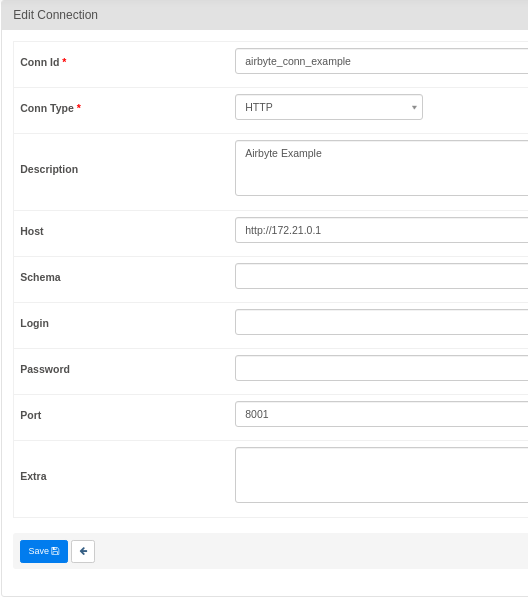 Edit Connection
Conn Id *
airbyte_conn_example
Conn Type *
HTTP
Description
Airbyte Example
Host
http://172.21.0.1
Schema
Login
Password
Port
8001
Extra
Save